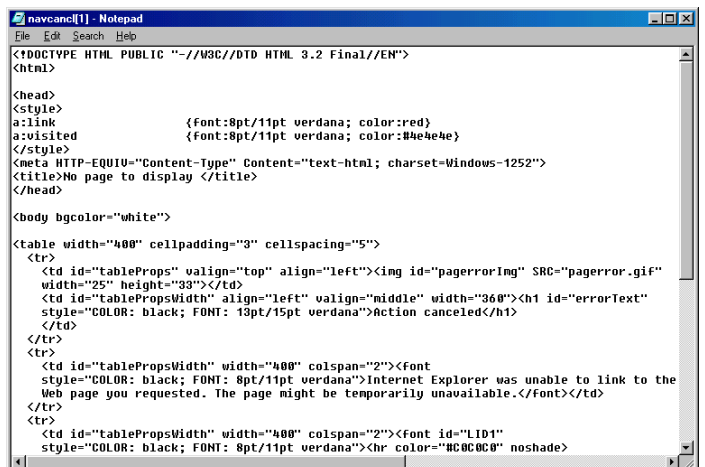 navcancl[1] - Notepad
File Edit Search Help
<!DOCTYPE HTML PUBLIC "-//W3C//DTD HTML 3.2 Final//EN">
<html>
<head>
<style>
a:link {font:8pt/11pt verdana; color:red}
a:visited {font:8pt/11pt verdana; color:#4e4e4e}
</style>
<meta HTTP-EQUIV="Content-Type" Content="text-html; charset=Windows-1252">
<title>No page to display </title>
</head>
<body bgcolor="white">
<table width="400" cellpadding="3" cellspacing="5">
<tr>
<td id="tableProps" valign="top" align="left"><img id="pagerrorImg" SRC="pagerror.gif"
width="25" height="33"></td>
<td id="tablePropsWidth" align="left" valign="middle" width="360"><h1 id="errorText"
style="COLOR: black; FONT: 13pt/15pt verdana">Action canceled</h1>
</td>
</tr>
<tr>
<td id="tablePropsWidth" width="400" colspan="2"><font
style="COLOR: black; FONT: 8pt/11pt verdana">Internet Explorer was unable to link to the
Web page you requested. The page might be temporarily unavailable.</font></td>
</tr>
<tr>
<td id="tablePropsWidth" width="400" colspan="2"><font id="LID1"
style="COLOR: black; FONT: 8pt/11pt verdana"><hr color="#C0C0C0" noshade>